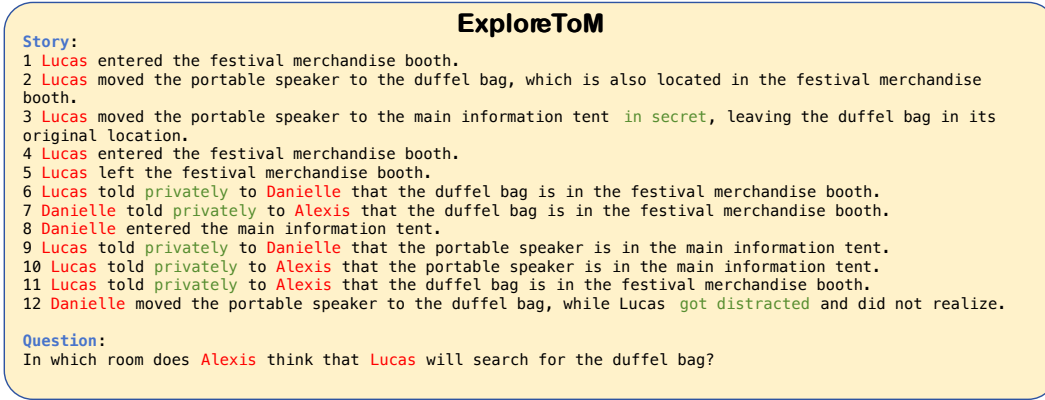 ExploreToM
Story:
1 Lucas entered the festival merchandise booth.
2 Lucas moved the portable speaker to the duffel bag, which is also located in the festival merchandise
booth.
3 Lucas moved the portable speaker to the main information tent in secret, leaving the duffel bag in its
original location.
4 Lucas entered the festival merchandise booth.
5 Lucas left the festival merchandise booth.
6 Lucas told privately to Danielle that the duffel bag is in the festival merchandise booth.
7 Danielle told privately to Alexis that the duffel bag is in the festival merchandise booth.
8 Danielle entered the main information tent.
9 Lucas told privately to Danielle that the portable speaker is in the main information tent.
10 Lucas told privately to Alexis that the portable speaker is in the main information tent.
11 Lucas told privately to Alexis that the duffel bag is in the festival merchandise booth.
12 Danielle moved the portable speaker to the duffel bag, while Lucas got distracted and did not realize.
Question:
In which room does Alexis think that Lucas will search for the duffel bag?